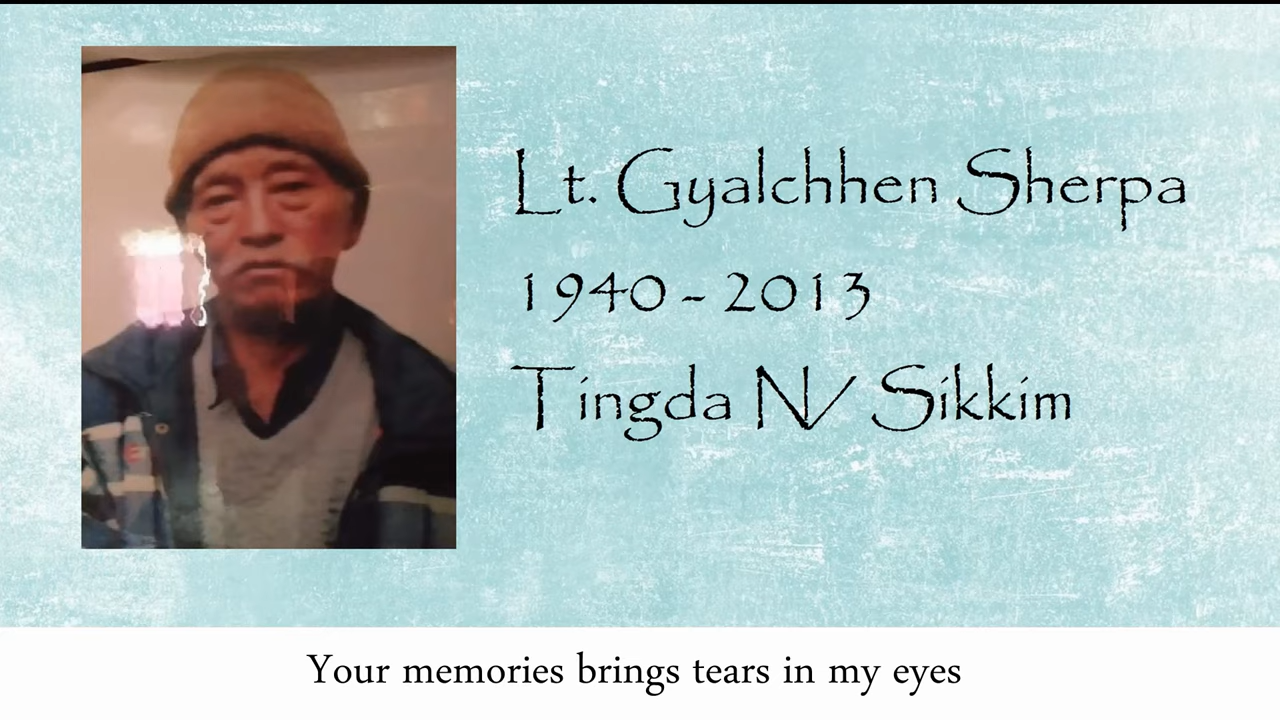 Lt. Gyalchhen Sherpa
1940 - 2013
Tingda N/ Sikkim
Your memories brings tears in my eyes